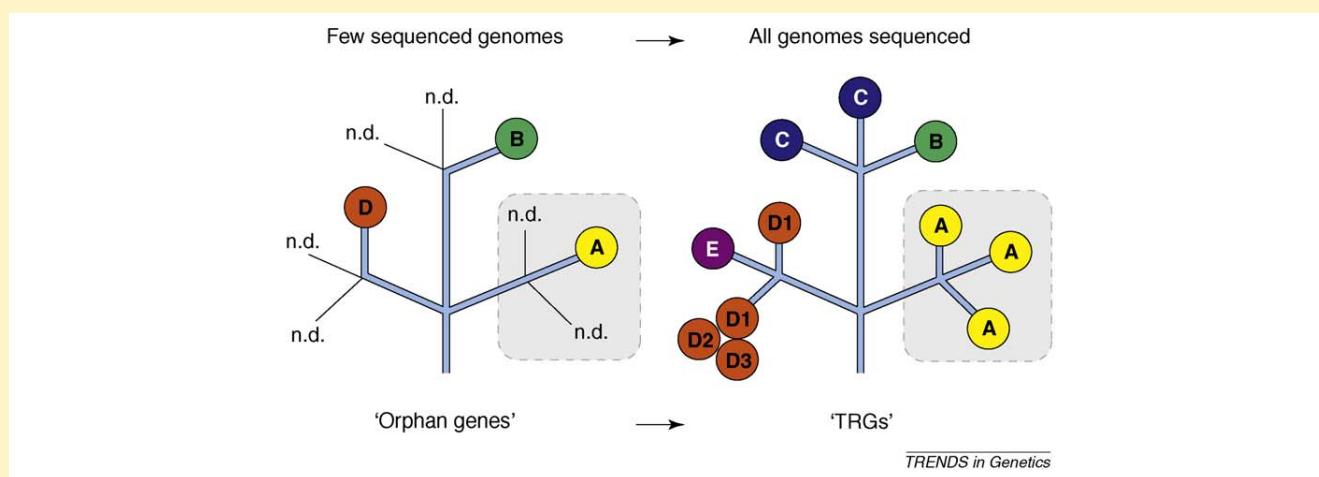 Few sequenced genomes → All genomes sequenced
n.d.
n.d.
B
D
n.d.
n.d.
A
n.d.
n.d.
C
C
B
D1
E
A
A
A
D1
D2
D3
'Orphan genes' → 'TRGs'
TRENDS in Genetics